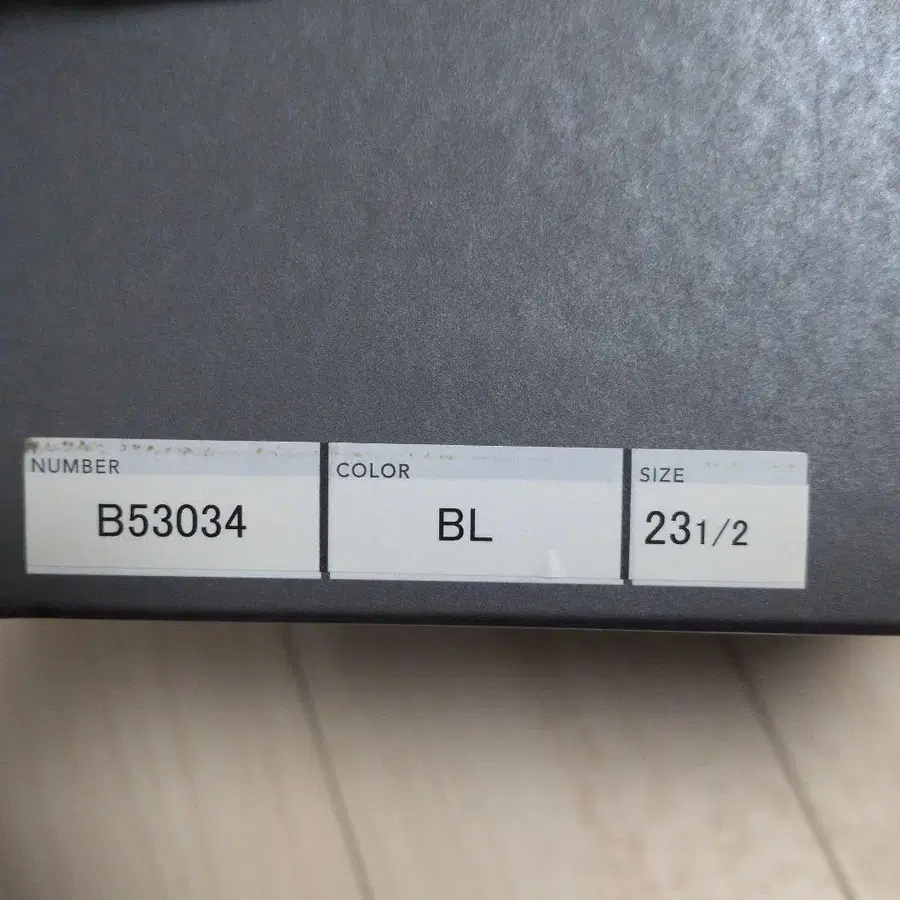 NUMBER COLOR SIZE
B53034 BL 23 1/2